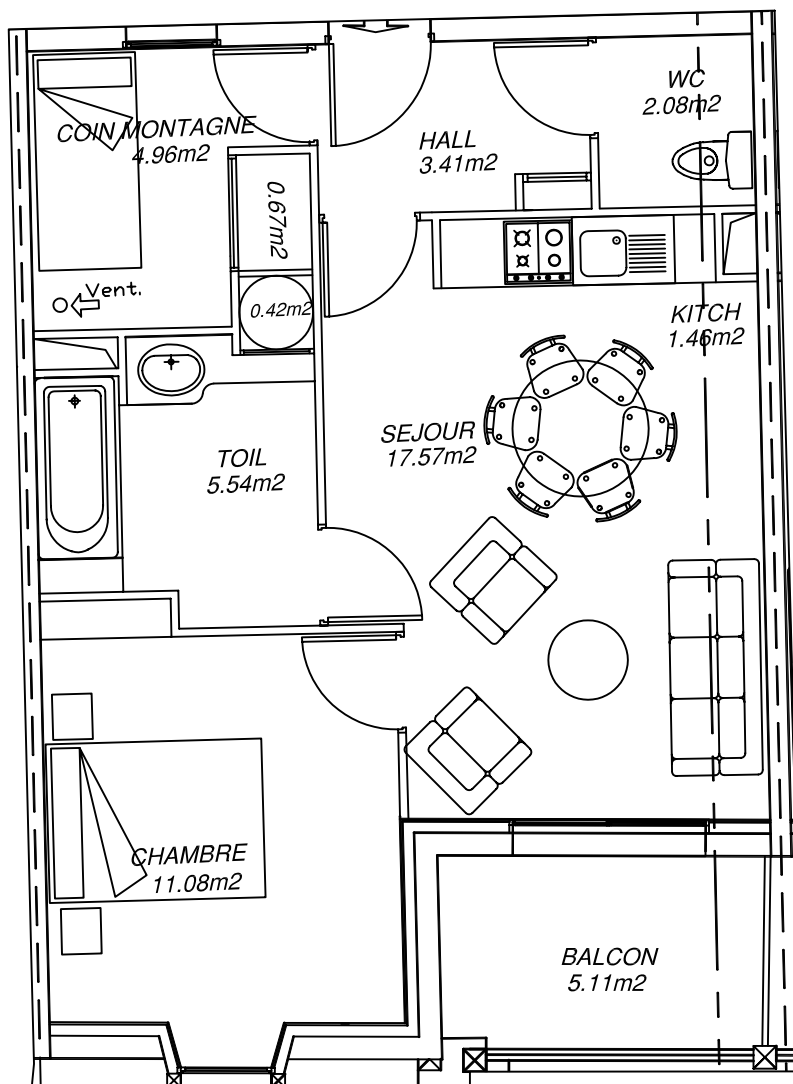 WC
2.08m2
COIN MONTAGNE
4.96m2
HALL
3.41m2
0.67m2
Vent.
0.42m2
KITCH
1.46m2
SEJOUR
17.57m2
TOIL
5.54m2
CHAMBRE
11.08m2
BALCON
5.11m2